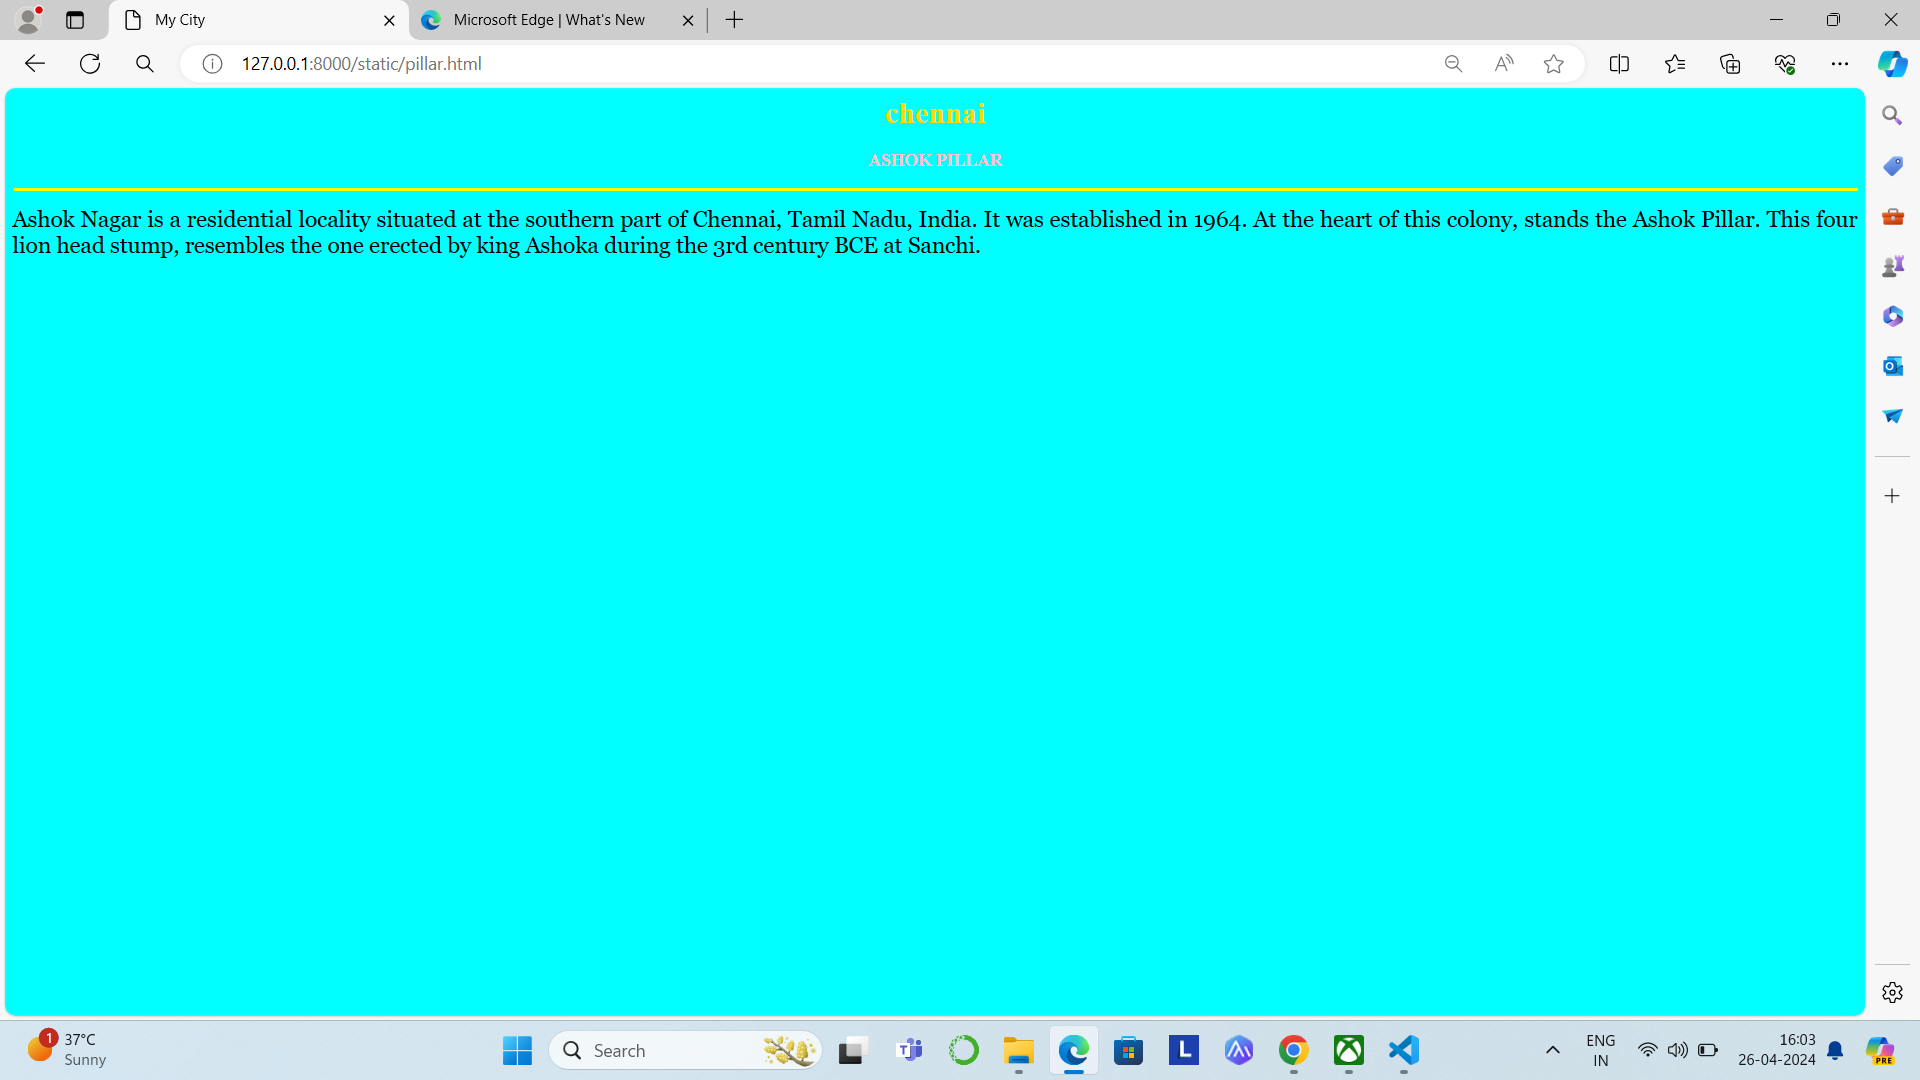 My City
Microsoft Edge | What's New
127.0.0.1:8000/static/pillar.html
chennai
ASHOK PILLAR
Ashok Nagar is a residential locality situated at the southern part of Chennai, Tamil Nadu, India. It was established in 1964. At the heart of this colony, stands the Ashok Pillar. This four
lion head stump, resembles the one erected by king Ashoka during the 3rd century BCE at Sanchi.
1
37°C
Sunny
Search
L
ENG
IN
16:03
26-04-2024
PRE